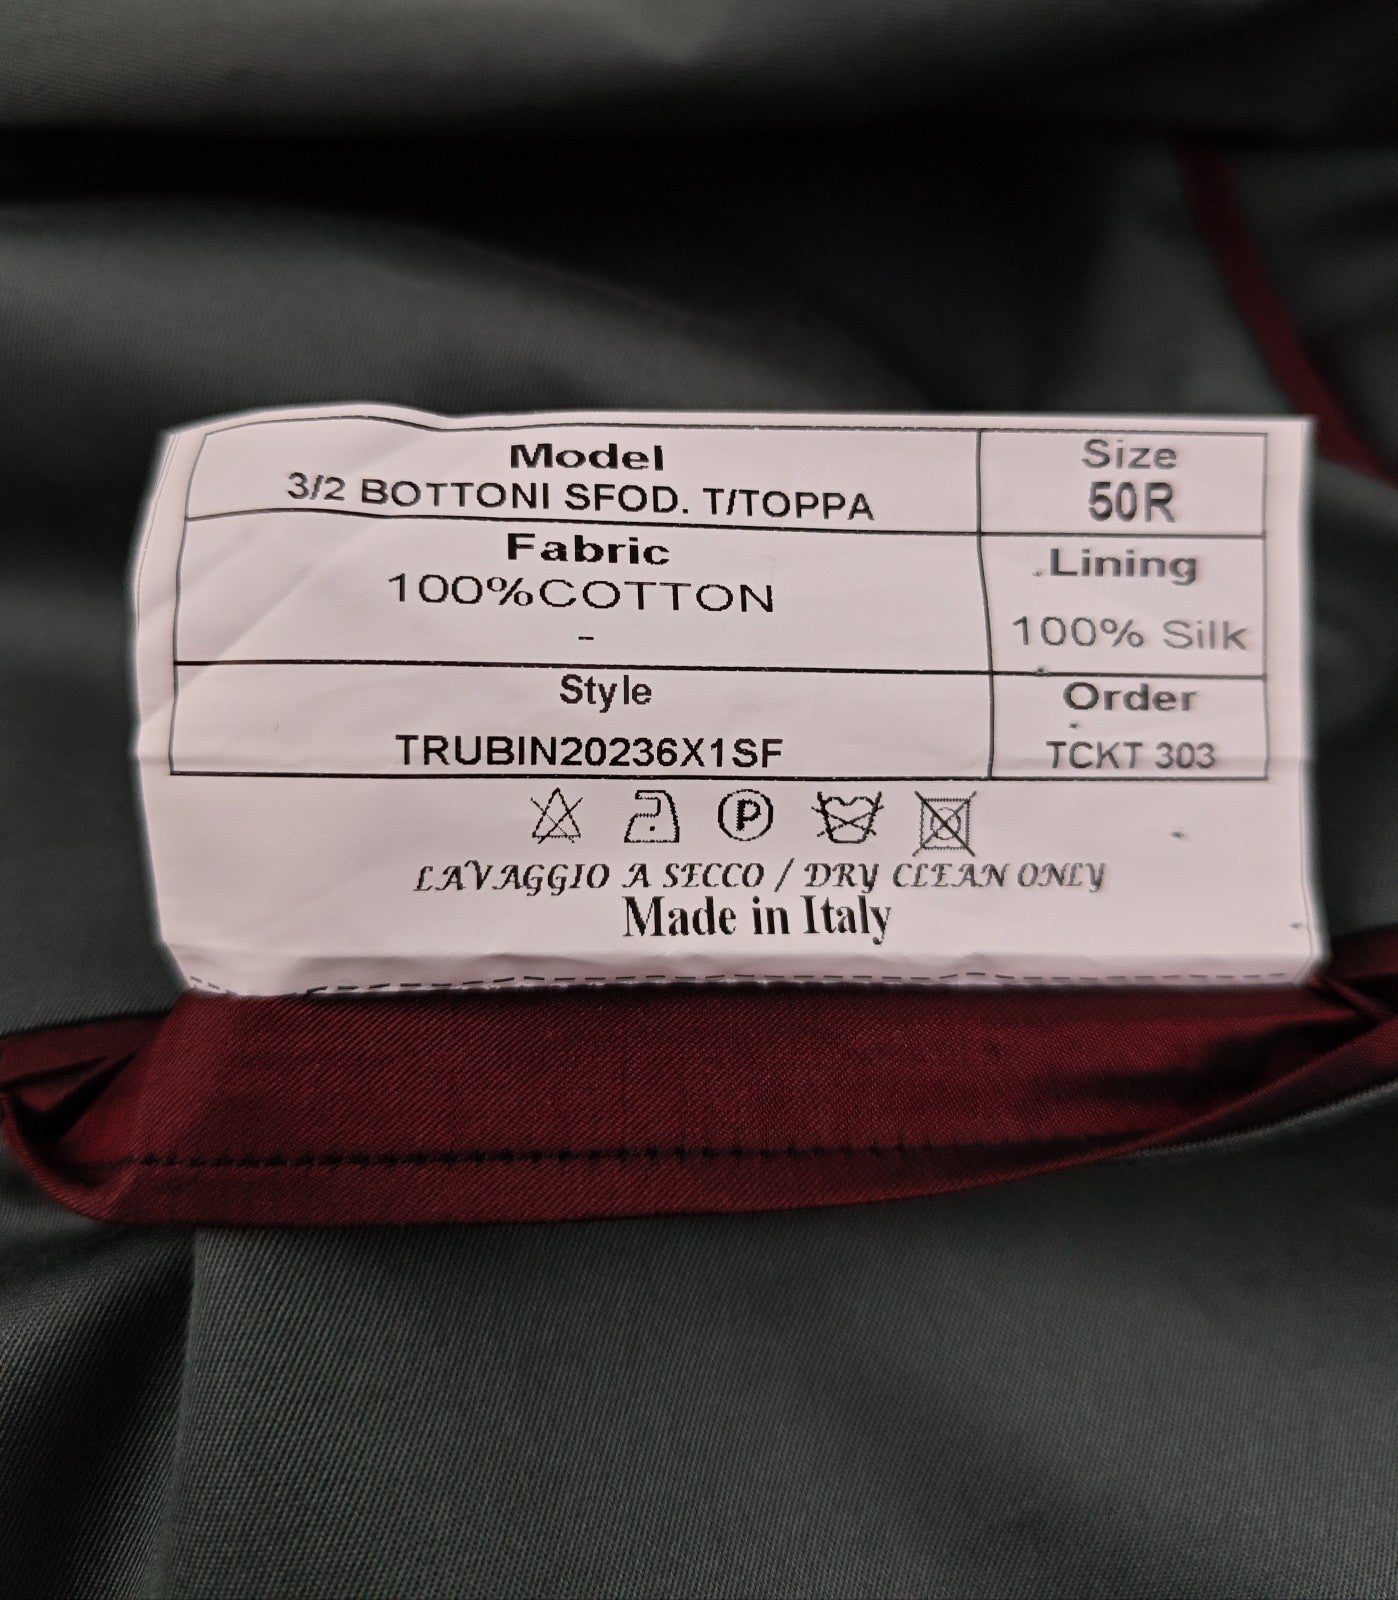 Model
3/2 BOTTONI SFOD. T/TOPPA
Size
50R
Fabric
100%COTTON
-
Lining
100% Silk
Style
TRUBIN20236X1SF
Order
TCKT 303
P
LAVAGGIO A SECCO / DRY CLEAN ONLY
Made in Italy